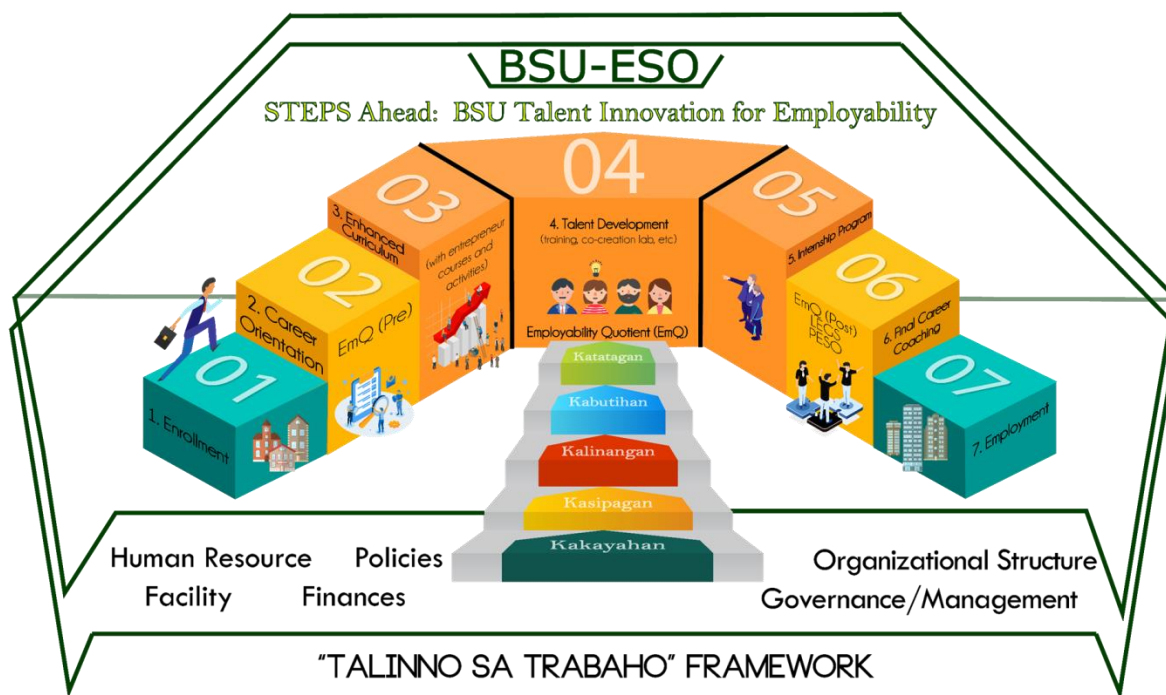 BSU-ESO
STEPS Ahead: BSU Talent Innovation for Employability
01
1. Enrollment
02
2. Career
Orientation
EmQ (Pre)
03
3. Enhanced
Curriculum
(with entrepreneur
courses and
activities)
04
4. Talent Development
(training, co-creation lab, etc)
Employability Quotient (EmQ)
05
5. Internship Program
06
EmQ (Post)
LECS
PESO
6. Final Career
Coaching
07
7. Employment
Katatagan
Kabutihan
Kalinangan
Kasipagan
Kakayahan
Human Resource Policies
Facility Finances
Organizational Structure
Governance/Management
“TALINNO SA TRABAHO” FRAMEWORK